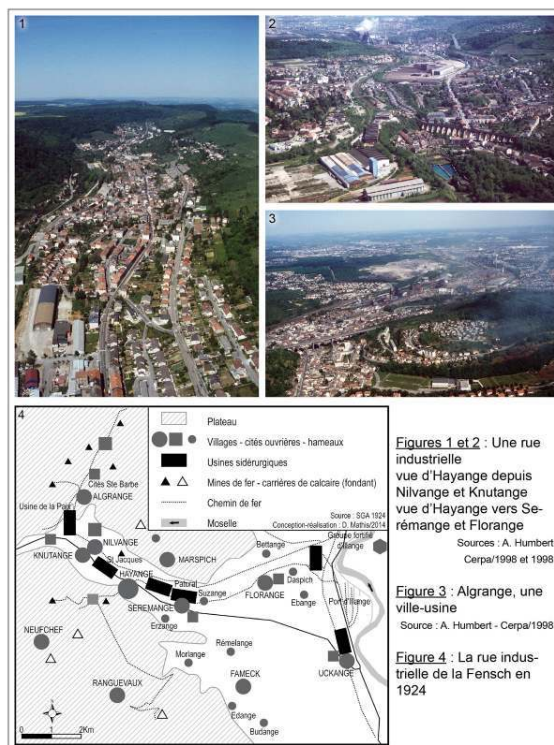 1
2
3
4
Plateau
Villages - cités ouvrières - hameaux
Usines sidérurgiques
Mines de fer - carrières de calcaire (fondant)
Chemin de fer
Moselle
Source : SGA 1924
Conception-réalisation : D. Mathis/2014
Cités Ste Barbe
Usine de la Paix
ALGRANGE
NILVANGE
KNUTANGE
St Jacques
MARSPICH
HAYANGE
Patural
Suzange
SEREMANGE
Erzange
Bettange
Groupe fortifié
d'Illange
Daspich
FLORANGE
Ebange
Port d'Illange
NEUFCHEF
Morlange
Rémelange
RANGUEVAUX
FAMECK
UCKANGE
Edange
Budange
N
0 1 2Km
Figures 1 et 2 : Une rue
industrielle
vue d'Hayange depuis
Nilvange et Knutange
vue d'Hayange vers Se-
rémange et Florange
Sources : A. Humbert
Cerpa/1998 et 1998
Figure 3 : Algrange, une
ville-usine
Source : A. Humbert - Cerpa/1998
Figure 4 : La rue indus-
trielle de la Fensch en
1924